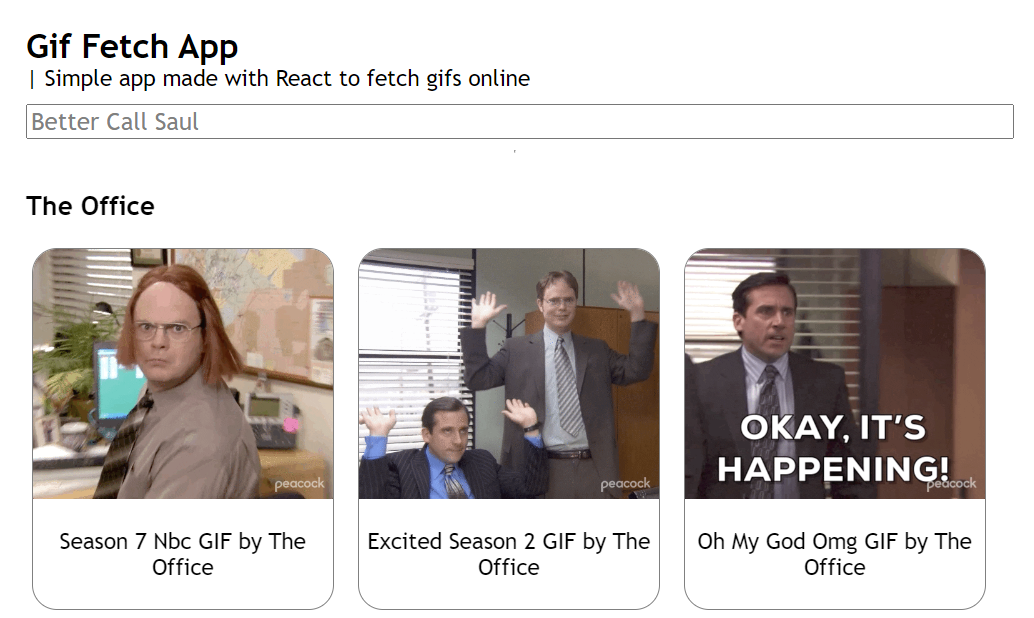 Gif Fetch App
| Simple app made with React to fetch gifs online
Better Call Saul
The Office
peacock
peacock
OKAY, IT'S
HAPPENING!
peacock
Season 7 Nbc GIF by The
Office
Excited Season 2 GIF by The
Office
Oh My God Omg GIF by The
Office